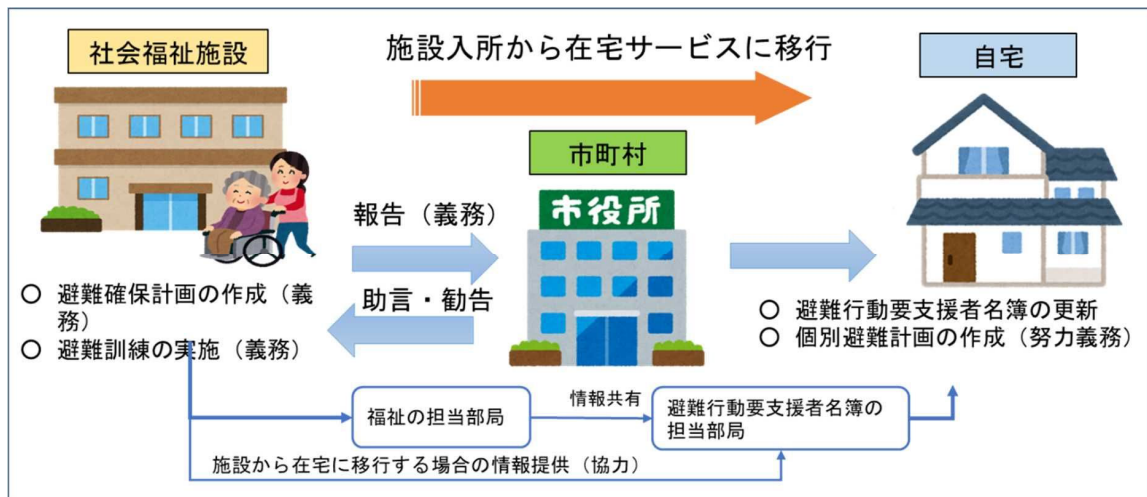 社会福祉施設
施設入所から在宅サービスに移行
自宅
市町村
市役所
報告（義務）
助言・勧告
○ 避難確保計画の作成（義
務）
○ 避難訓練の実施（義務）
○ 避難行動要支援者名簿の更新
○ 個別避難計画の作成（努力義務）
福祉の担当部局
情報共有
避難行動要支援者名簿の
担当部局
施設から在宅に移行する場合の情報提供（協力）